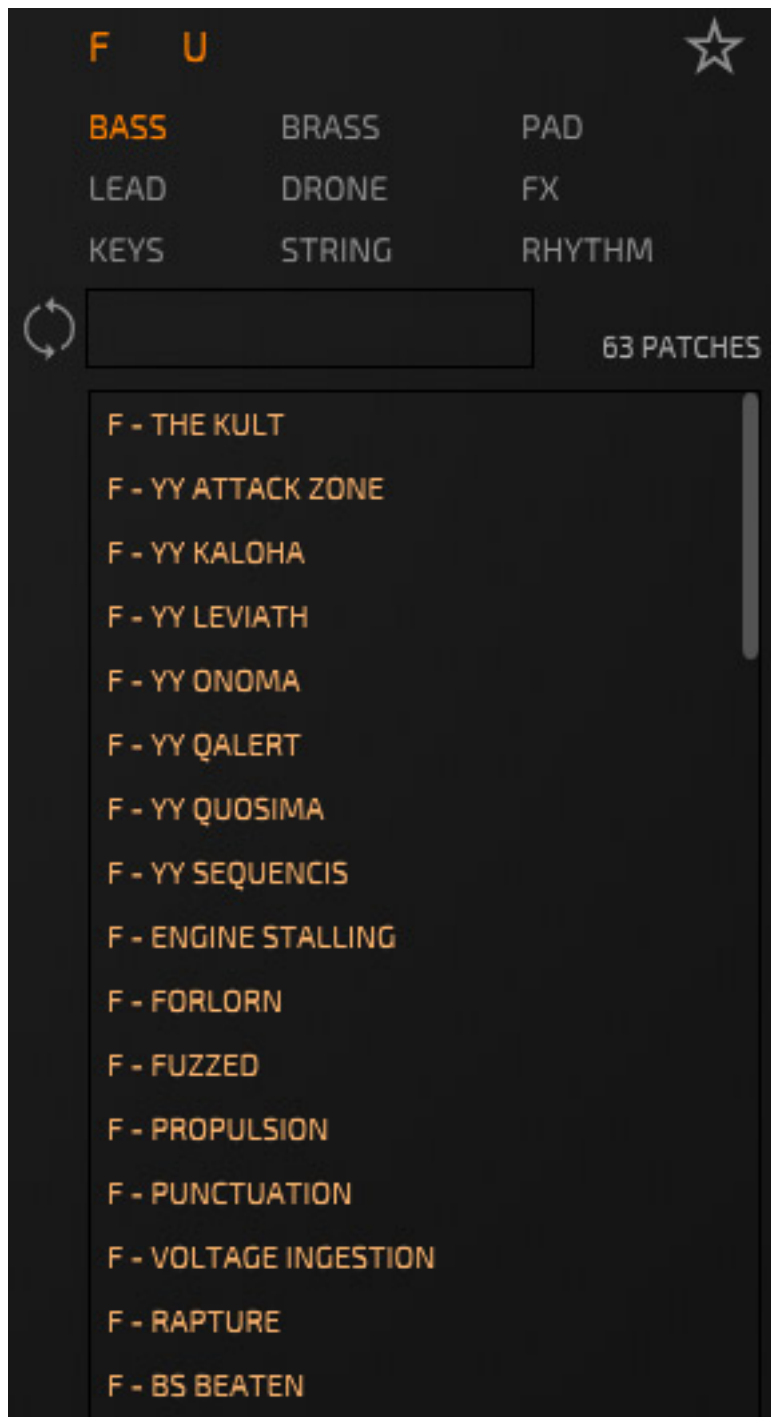 F U
BASS BRASS PAD
LEAD DRONE FX
KEYS STRING RHYTHM
63 PATCHES
F - THE KULT
F - YY ATTACK ZONE
F - YY KALOHA
F - YY LEVIATH
F - YY ONOMA
F - YY QALERT
F - YY QUOSIMA
F - YY SEQUENCIS
F - ENGINE STALLING
F - FORLORN
F - FUZZED
F - PROPULSION
F - PUNCTUATION
F - VOLTAGE INGESTION
F - RAPTURE
F - BS BEATEN